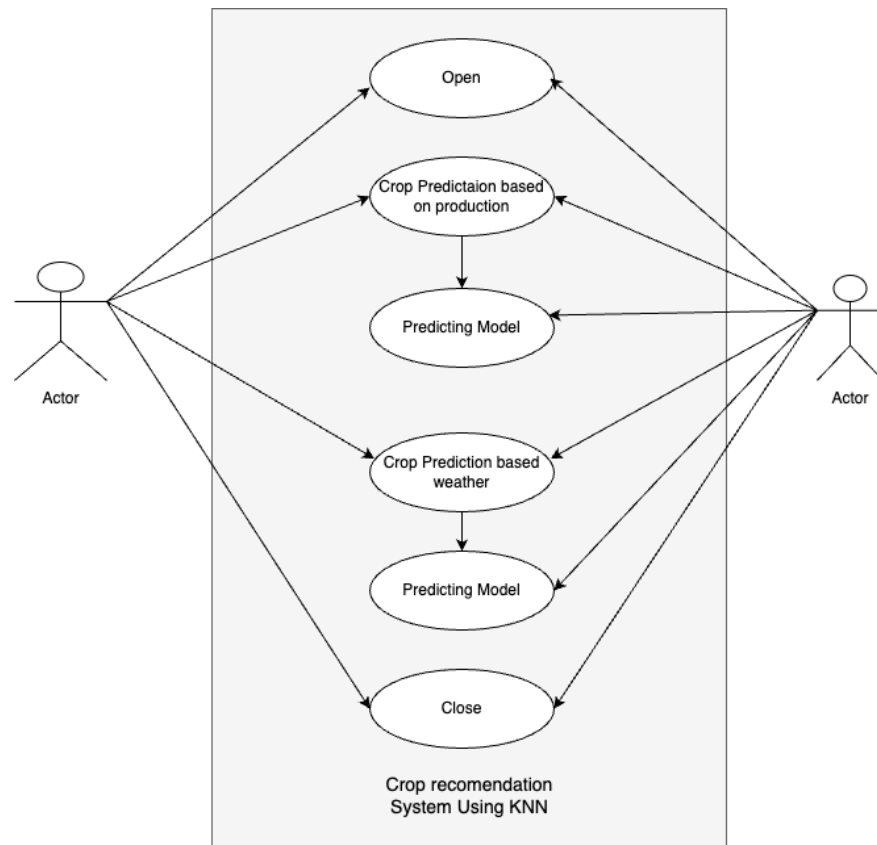 Open
Crop Predictaion based
on production
Predicting Model
Actor
Actor
Crop Prediction based
weather
Predicting Model
Close
Crop recomendation
System Using KNN